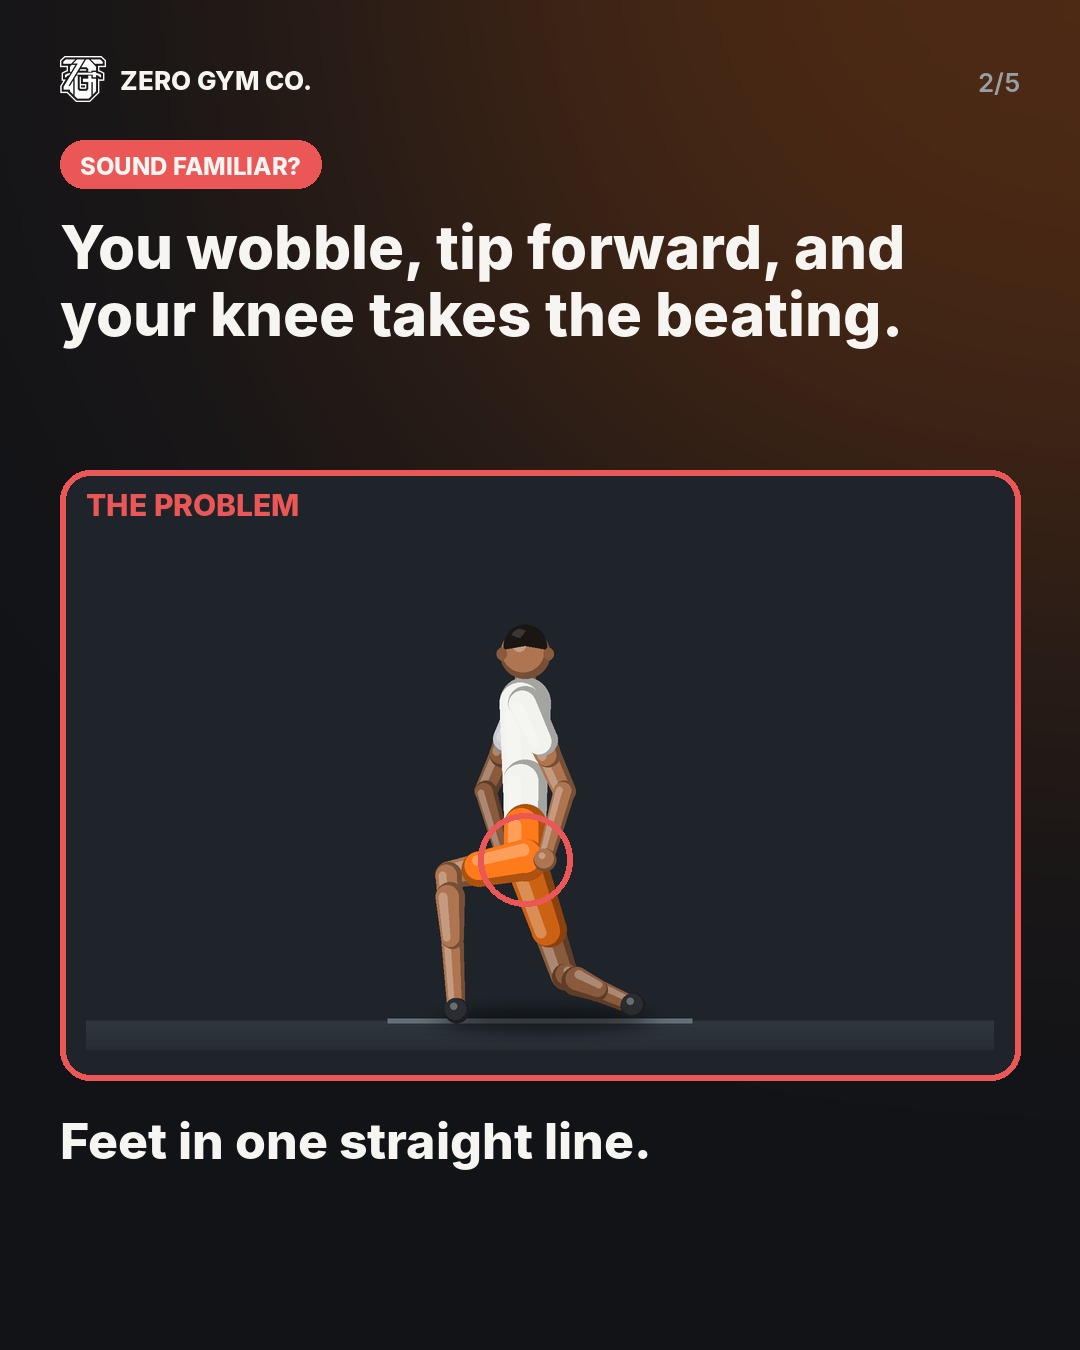 ZERO GYM CO.
2/5
SOUND FAMILIAR?
You wobble, tip forward, and
your knee takes the beating.
THE PROBLEM
Feet in one straight line.